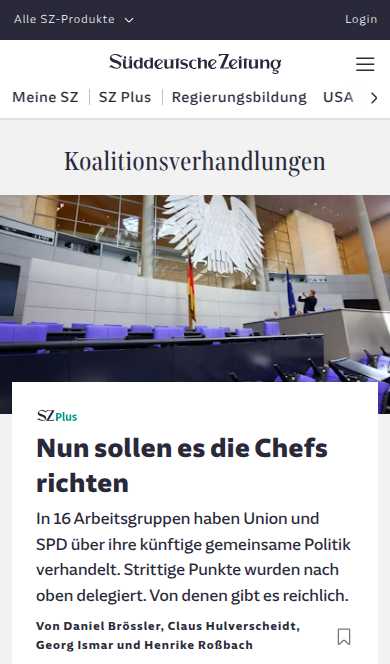 Alle SZ-Produkte
Login
Süddeutsche Zeitung
Meine SZ
SZ Plus
Regierungsbildung
USA
Koalitionsverhandlungen
SZ Plus
Nun sollen es die Chefs
richten
In 16 Arbeitsgruppen haben Union und
SPD über ihre künftige gemeinsame Politik
verhandelt. Strittige Punkte wurden nach
oben delegiert. Von denen gibt es reichlich.
Von Daniel Brössler, Claus Hulverscheidt,
Georg Ismar und Henrike Roßbach